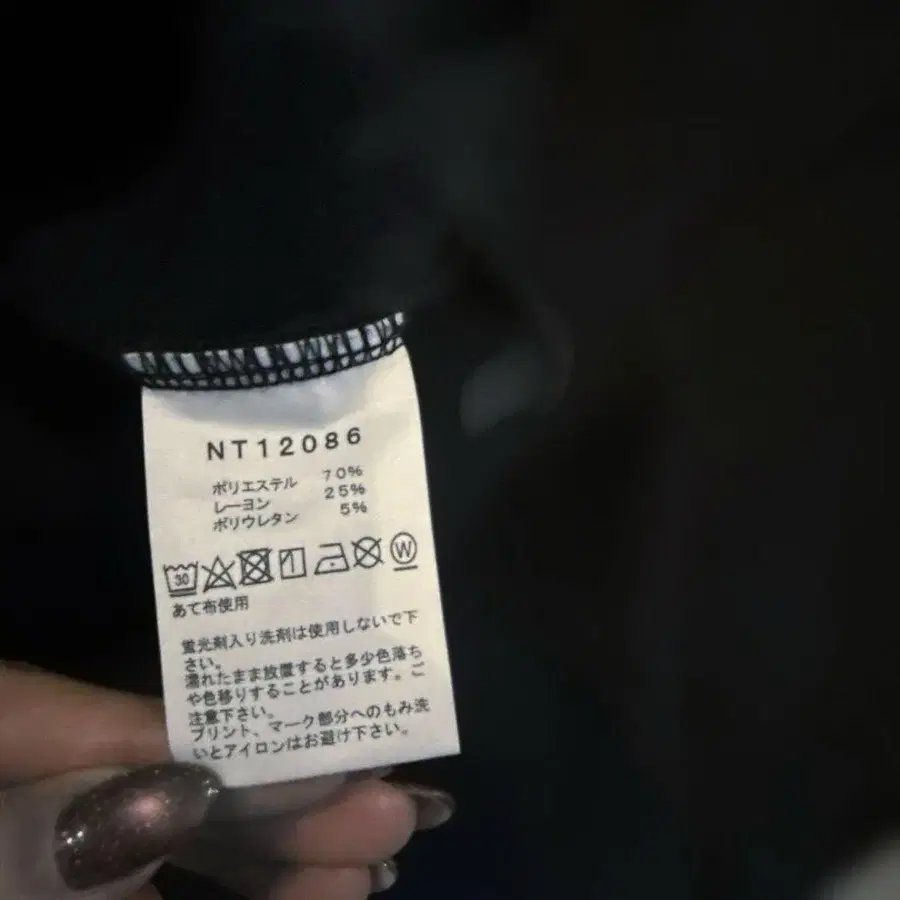 NT12086
ポリエステル 70%
レーヨン 25%
ポリウレタン 5%
30 W
あて布使用
蛍光剤入り洗剤は使用しないで下
さい。
濡れたまま放置すると多少色落ち
や色移りすることがあります。ご
注意下さい。
プリント、マーク部分へのもみ洗
いとアイロンはお避け下さい。